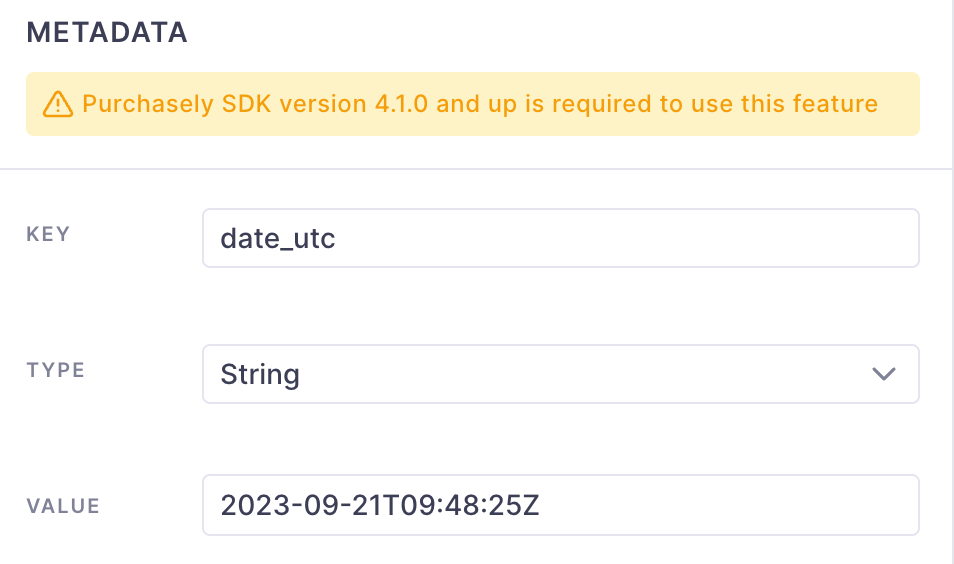 METADATA
Purchasely SDK version 4.1.0 and up is required to use this feature
KEY
date_utc
TYPE
String
VALUE
2023-09-21T09:48:25Z